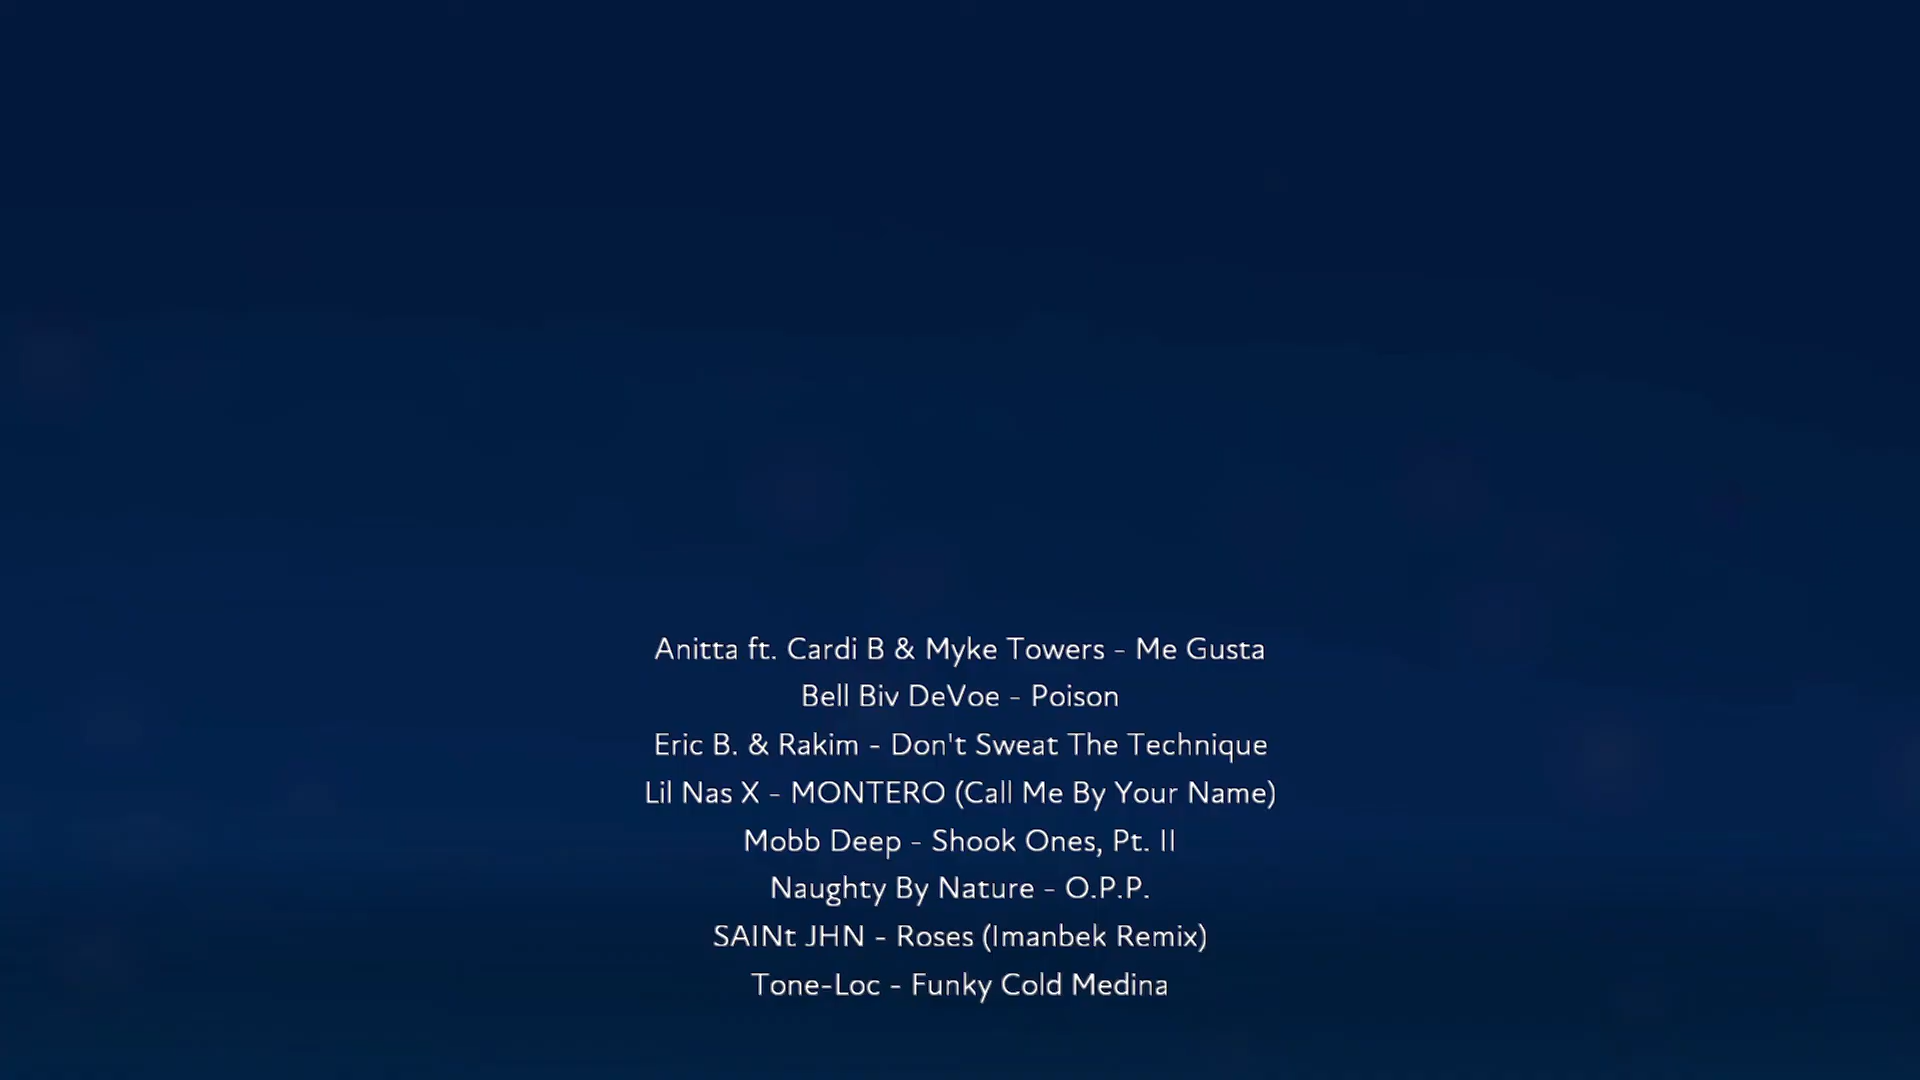 Anitta ft. Cardi B & Myke Towers - Me Gusta
Bell Biv DeVoe - Poison
Eric B. & Rakim - Don't Sweat The Technique
Lil Nas X - MONTERO (Call Me By Your Name)
Mobb Deep - Shook Ones, Pt. II
Naughty By Nature - O.P.P.
SAINt JHN - Roses (Imanbek Remix)
Tone-Loc - Funky Cold Medina